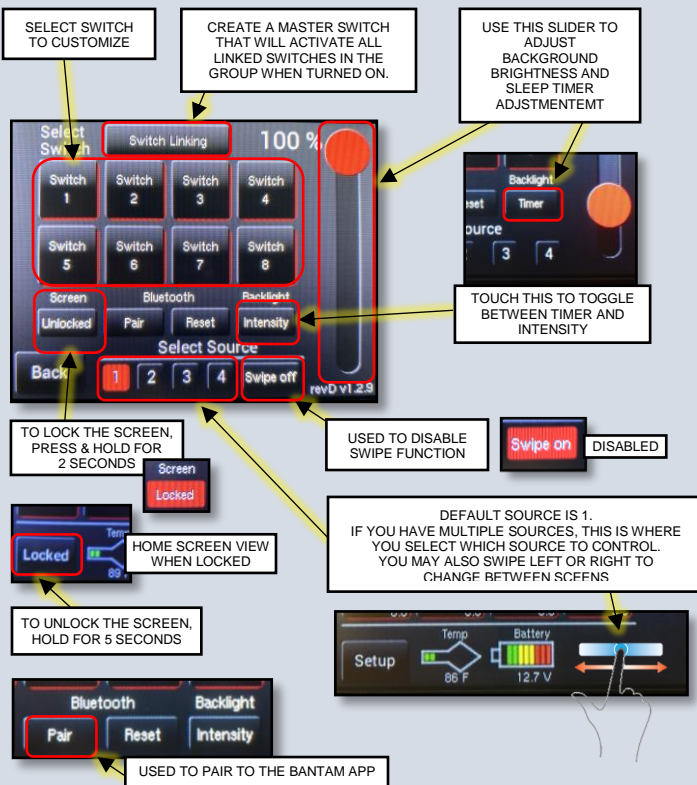 SELECT SWITCH
TO CUSTOMIZE
CREATE A MASTER SWITCH
THAT WILL ACTIVATE ALL
LINKED SWITCHES IN THE
GROUP WHEN TURNED ON.
USE THIS SLIDER TO
ADJUST
BACKGROUND
BRIGHTNESS AND
SLEEP TIMER
ADJSTMENTEMT
Select
Switch
Switch Linking
100 %
Switch
1
Switch
2
Switch
3
Switch
4
Switch
5
Switch
6
Switch
7
Switch
8
Screen
Bluetooth
Backlight
Unlocked
Pair
Reset
Intensity
Select Source
Back
1
2
3
4
Swipe off
revD v1.2.9
Backlight
eset
Timer
ource
3
4
TOUCH THIS TO TOGGLE
BETWEEN TIMER AND
INTENSITY
TO LOCK THE SCREEN,
PRESS & HOLD FOR
2 SECONDS
Screen
Locked
USED TO DISABLE
SWIPE FUNCTION
Swipe on
DISABLED
Locked
Tem
89
HOME SCREEN VIEW
WHEN LOCKED
DEFAULT SOURCE IS 1.
IF YOU HAVE MULTIPLE SOURCES, THIS IS WHERE
YOU SELECT WHICH SOURCE TO CONTROL.
YOU MAY ALSO SWIPE LEFT OR RIGHT TO
CHANGE BETWEEN SCEENS
TO UNLOCK THE SCREEN,
HOLD FOR 5 SECONDS
Setup
Temp
86 F
Battery
12.7 V
Bluetooth
Backlight
Pair
Reset
Intensity
USED TO PAIR TO THE BANTAM APP